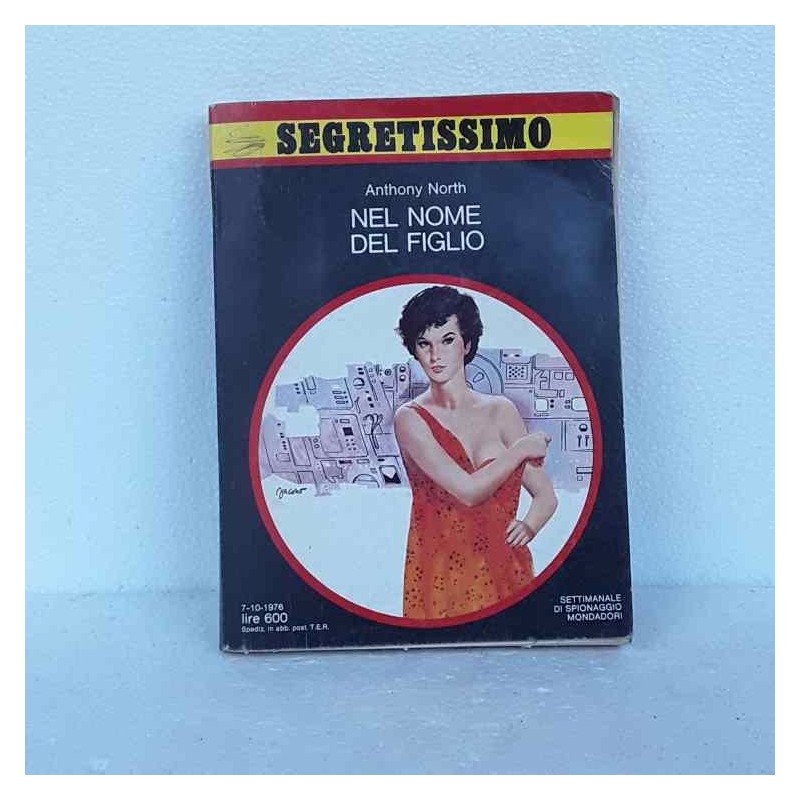 SEGRETISSIMO
Anthony North
NEL NOME
DEL FIGLIO
Jacono
7-10-1976
lire 600
Spediz. in abb. post. T.E.R.
SETTIMANALE
DI SPIONAGGIO
MONDADORI